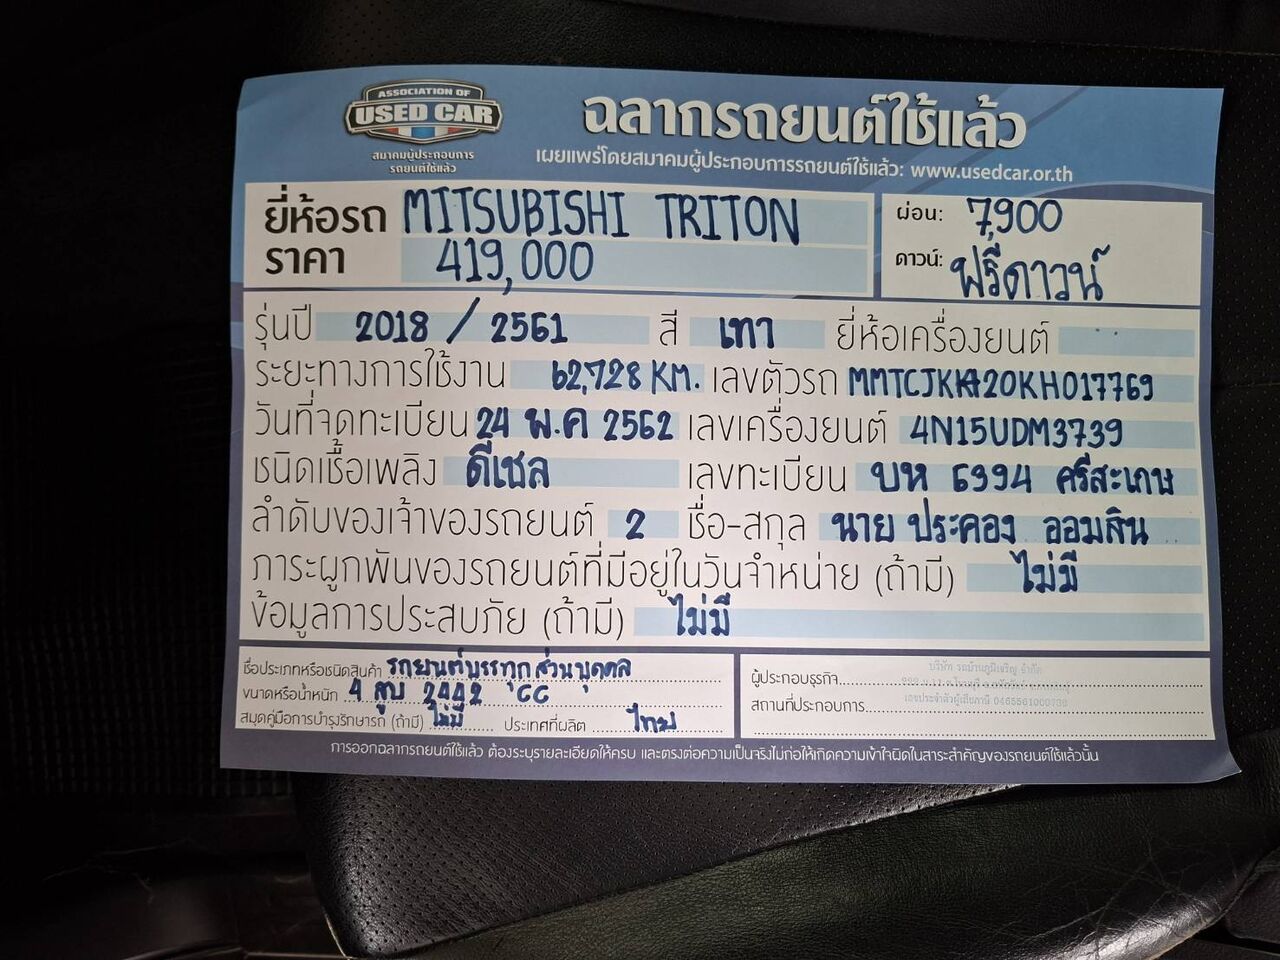 ASSOCIATION OF
USED CAR
สมาคมผู้ประกอบการ
รถยนต์ใช้แล้ว
ฉลากรถยนต์ใช้แล้ว
เผยแพร่โดยสมาคมผู้ประกอบการรถยนต์ใช้แล้ว: www.usedcar.or.th
ยี่ห้อรถ MITSUBISHI TRITON
ราคา 419,000
ผ่อน: 7,900
ดาวน์: ฟรีดาวน์
รุ่นปี 2018 / 2561 สี เทา ยี่ห้อเครื่องยนต์
ระยะทางการใช้งาน 62,728 KM. เลขตัวรถ
วันที่จดทะเบียน 24 พ.ค 2562 เลขเครื่องยนต์ 4N15UDM3739
ชนิดเชื้อเพลิง ดีเซล เลขทะเบียน บห 6994 ศรีสะเกษ
ลำดับของเจ้าของรถยนต์ 2 ชื่อ-สกุล นาย ประคอง ออมสิน
ภาระผูกพันของรถยนต์ที่มีอยู่ในวันจำหน่าย (ถ้ามี) ไม่มี
ข้อมูลการประสบภัย (ถ้ามี) ไม่มี
ชื่อประเภทหรือชนิดสินค้า รถยนต์บรรทุกส่วนบุคคล
ขนาดหรือน้ำหนัก 4 สูบ 2442 CC
สมุดคู่มือการบำรุงรักษารถ (ถ้ามี) ไม่มี ประเทศที่ผลิต ไทย
ผู้ประกอบธุรกิจ
สถานที่ประกอบการ
การออกฉลากรถยนต์ใช้แล้ว ต้องระบุรายละเอียดให้ครบ และตรงต่อความเป็นจริงไม่ก่อให้เกิดความเข้าใจผิดในสาระสำคัญของรถยนต์ใช้แล้วนั้น